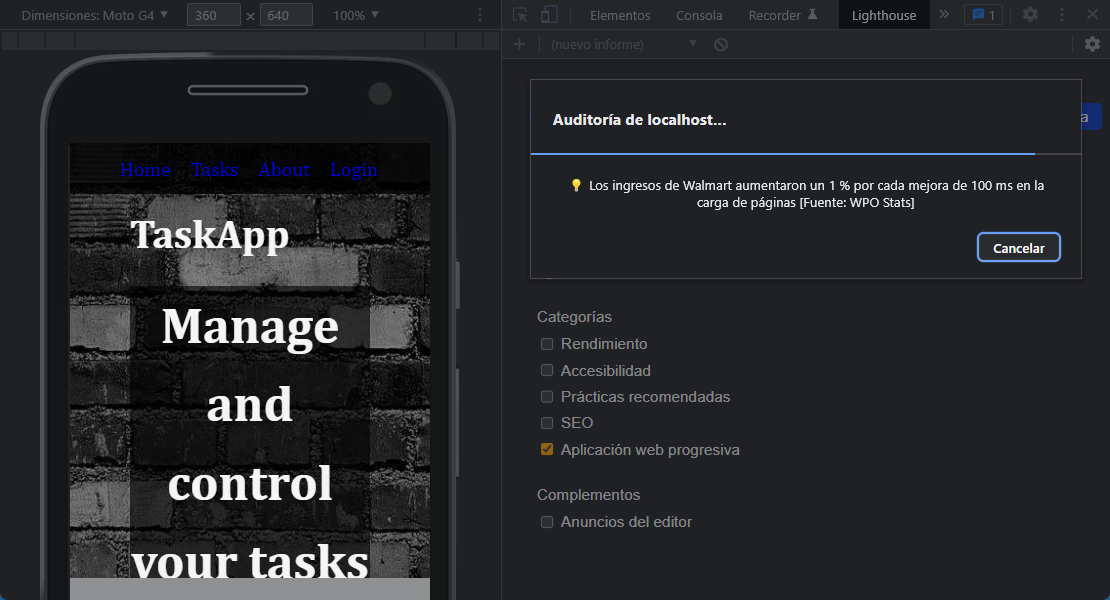 Dimensiones: Moto G4 360 × 640 100%
Elementos Consola Recorder Lighthouse 1
(nuevo informe)
Home Tasks About Login
TaskApp
Manage
and
control
your tasks
Auditoría de localhost...
a
💡 Los ingresos de Walmart aumentaron un 1 % por cada mejora de 100 ms en la
carga de páginas [Fuente: WPO Stats]
Cancelar
Categorías
Rendimiento
Accesibilidad
Prácticas recomendadas
SEO
Aplicación web progresiva
Complementos
Anuncios del editor